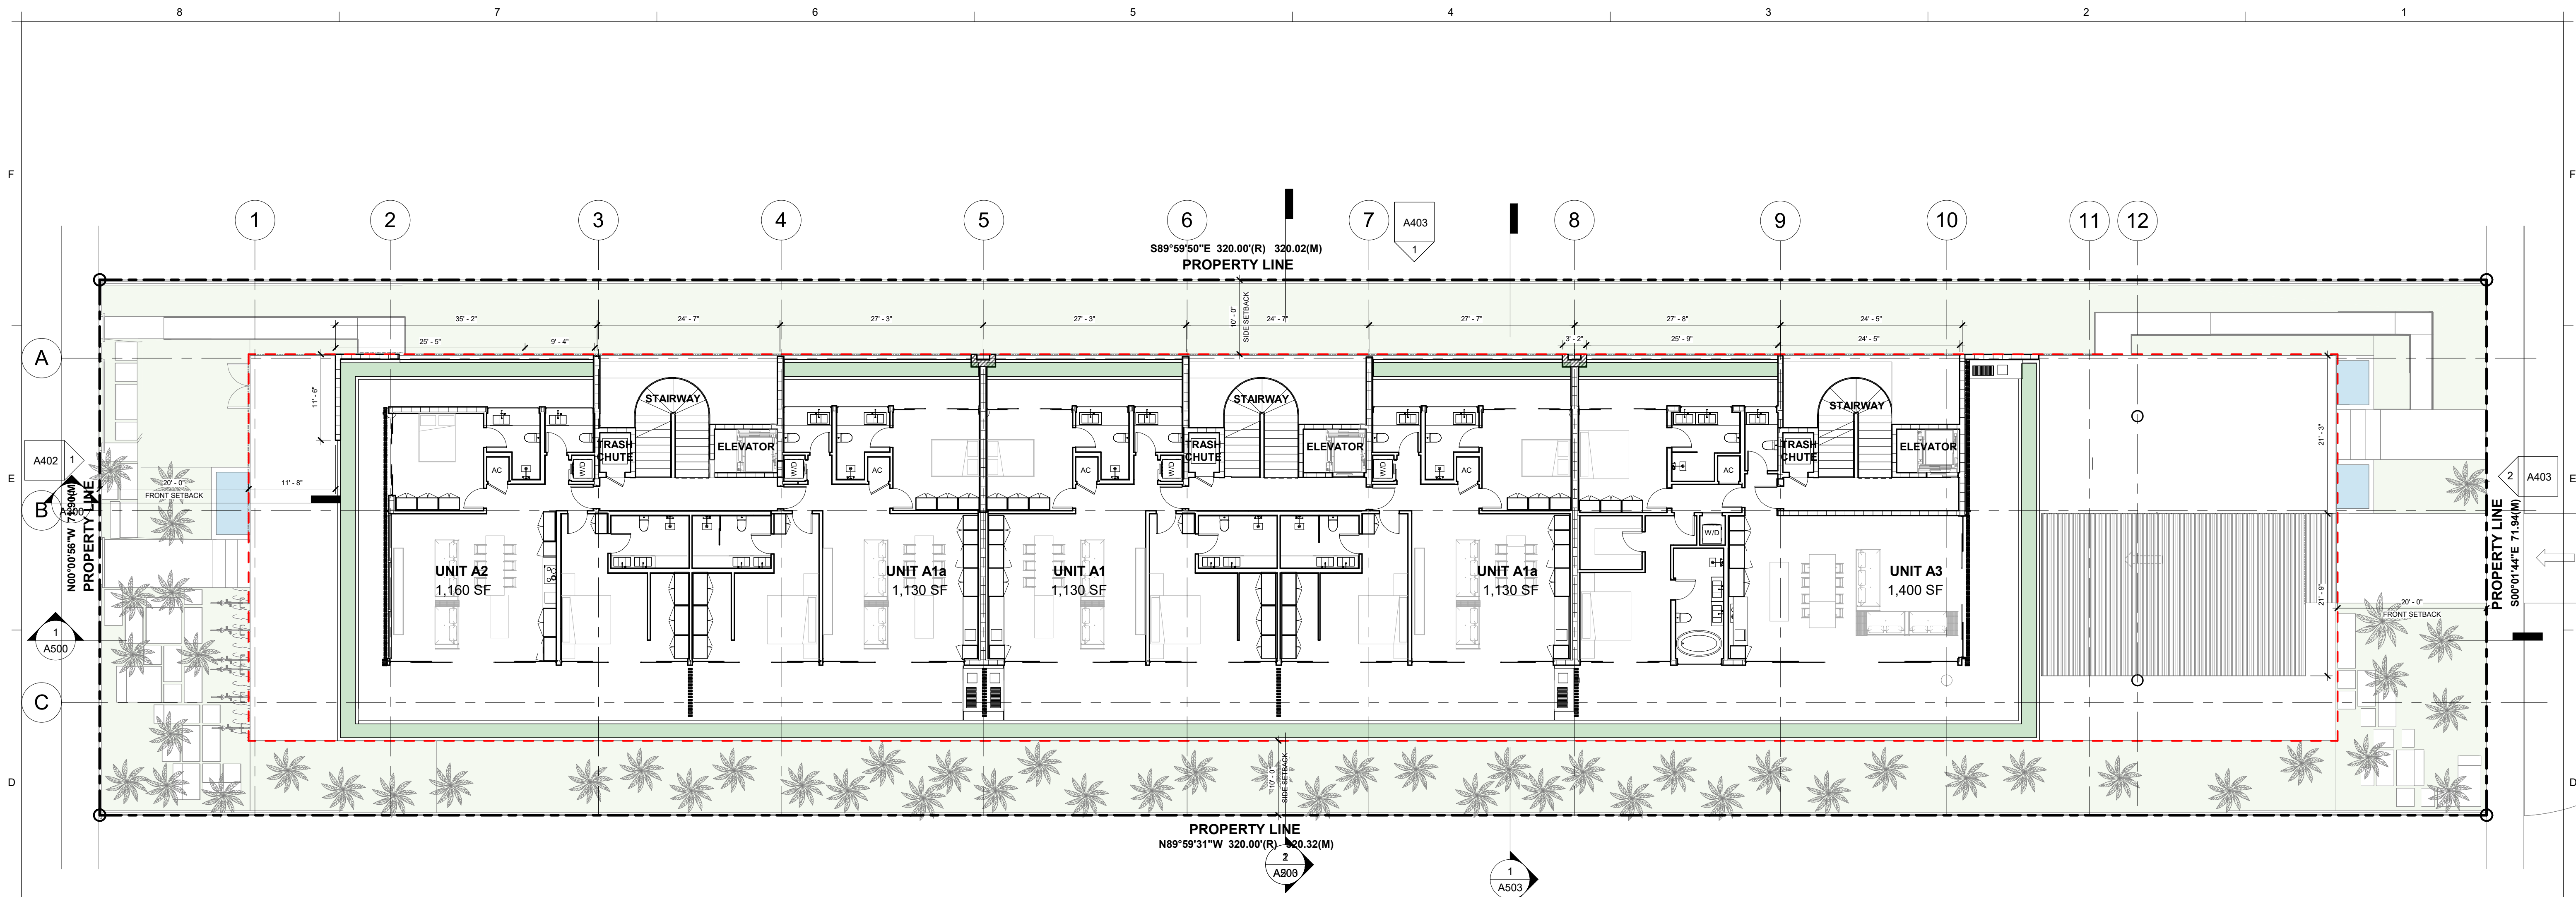 8 7 6 5 4 3 2 1
F F
1 2 3 4 5 6 7 8 9 10 11 12
A403
1
S89°59'50"E 320.00'(R) 320.02(M)
PROPERTY LINE
10' - 0"
SIDE SETBACK
35' - 2" 24' - 7" 27' - 3" 27' - 3" 24' - 7" 27' - 7" 27' - 8" 24' - 5"
25' - 5" 9' - 4" 3' - 2" 25' - 9" 24' - 5"
A
11' - 6"
21' - 3"
STAIRWAY STAIRWAY STAIRWAY
TRASH CHUTE
ELEVATOR
TRASH CHUTE
ELEVATOR
TRASH CHUTE
ELEVATOR
AC W/D W/D AC AC W/D W/D AC AC
A402
1
E E
2
A403
20' - 0"
FRONT SETBACK
11' - 8"
B
N00°00'56"W
PROPERTY LINE
PROPERTY LINE
S00°01'44"E 71.94(M)
W/D
UNIT A2
1,160 SF
UNIT A1a
1,130 SF
UNIT A1
1,130 SF
UNIT A1a
1,130 SF
UNIT A3
1,400 SF
21' - 9"
20' - 0"
FRONT SETBACK
1
A500
C
D D
10' - 0"
SIDE SETBACK
PROPERTY LINE
N89°59'31"W 320.00'(R)
1
A503